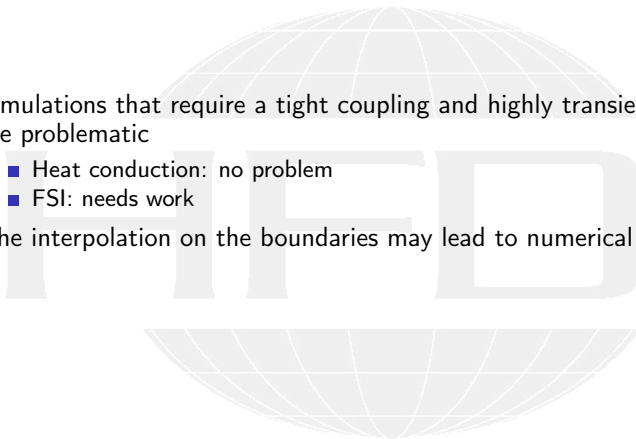 mulations that require a tight coupling and highly transie
e problematic
Heat conduction: no problem
FSI: needs work
he interpolation on the boundaries may lead to numerical
HFD